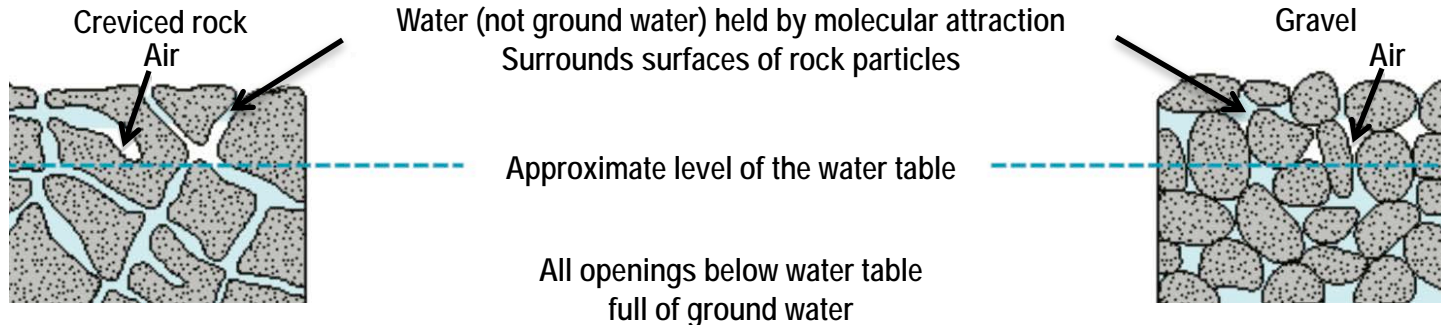 Creviced rock
Air
Water (not ground water) held by molecular attraction
Surrounds surfaces of rock particles
Gravel
Air
Approximate level of the water table
All openings below water table
full of ground water